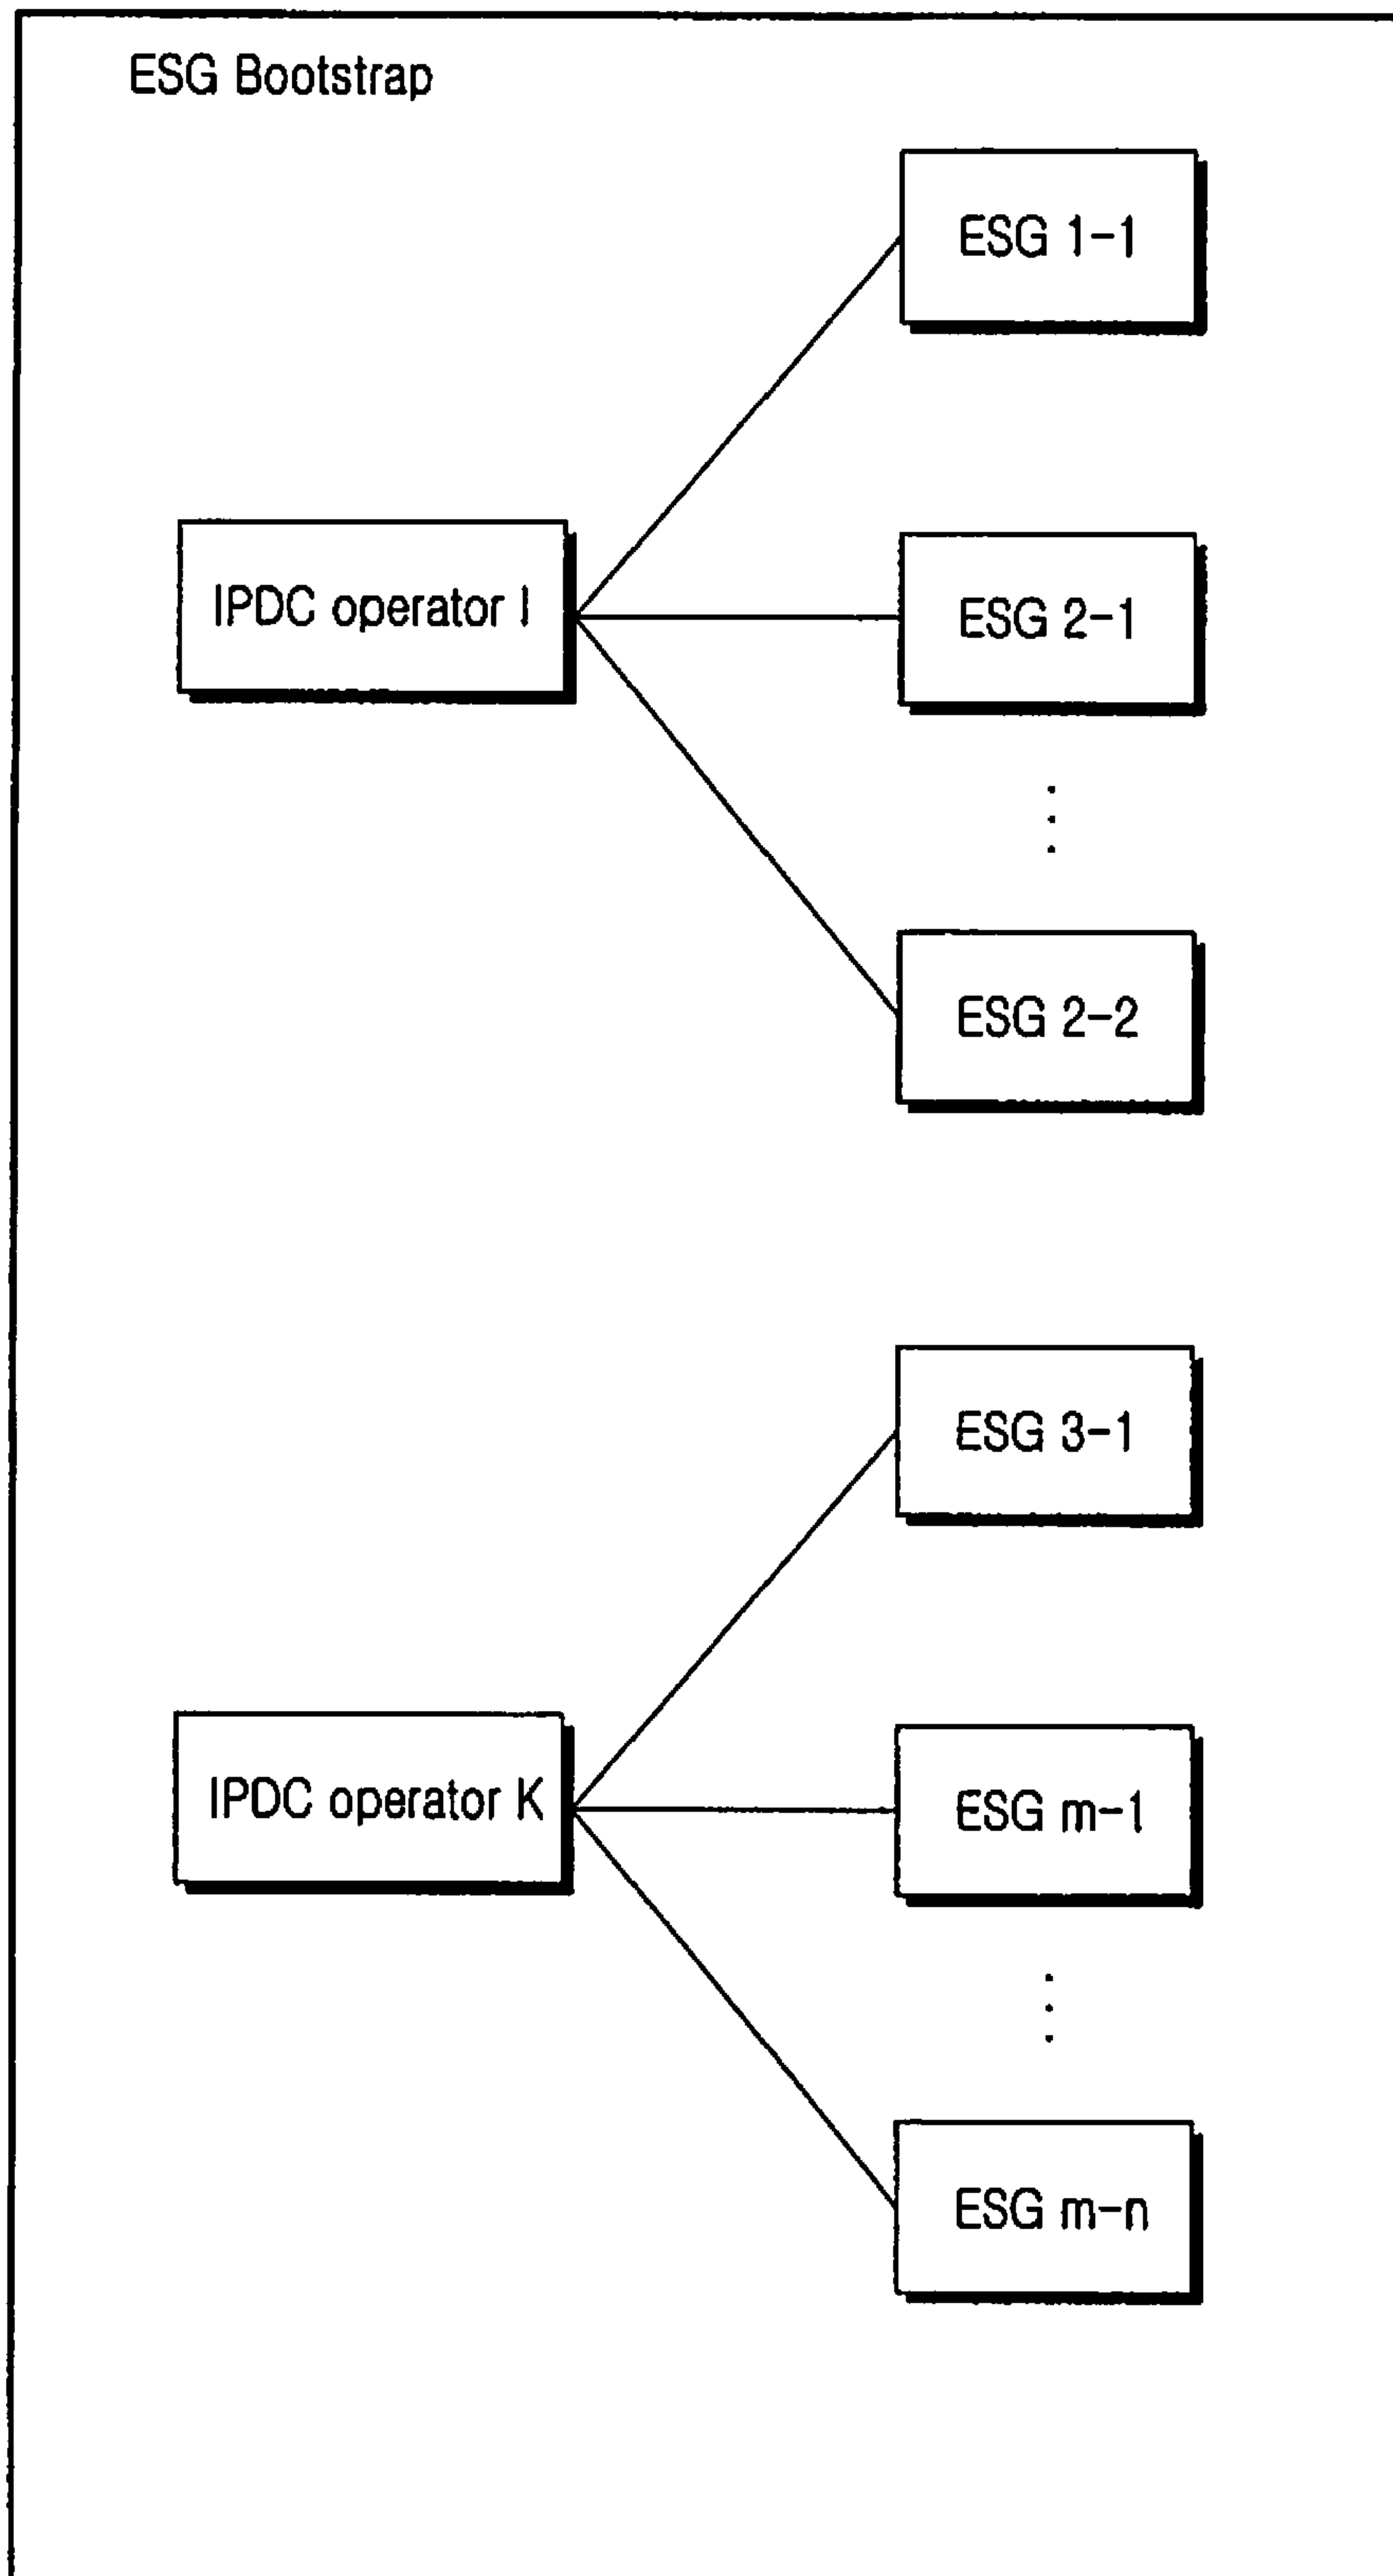 ESG Bootstrap
ESG 1-1
IPDC operator I
ESG 2-1
ESG 2-2
ESG 3-1
IPDC operator K
ESG m-1
ESG m-n